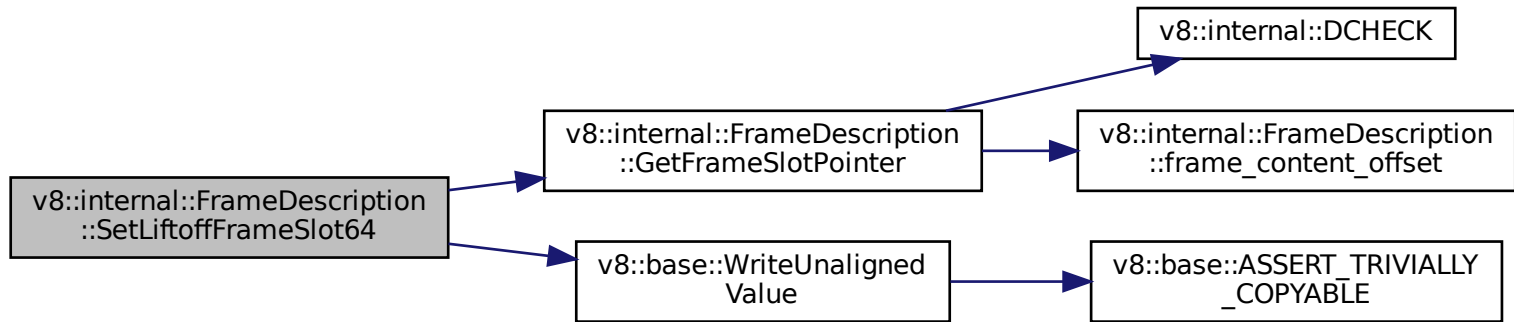 v8::internal::DCHECK
v8::internal::FrameDescription
::GetFrameSlotPointer
v8::internal::FrameDescription
::frame_content_offset
v8::internal::FrameDescription
::SetLiftoffFrameSlot64
v8::base::WriteUnaligned
Value
v8::base::ASSERT_TRIVIALLY
_COPYABLE